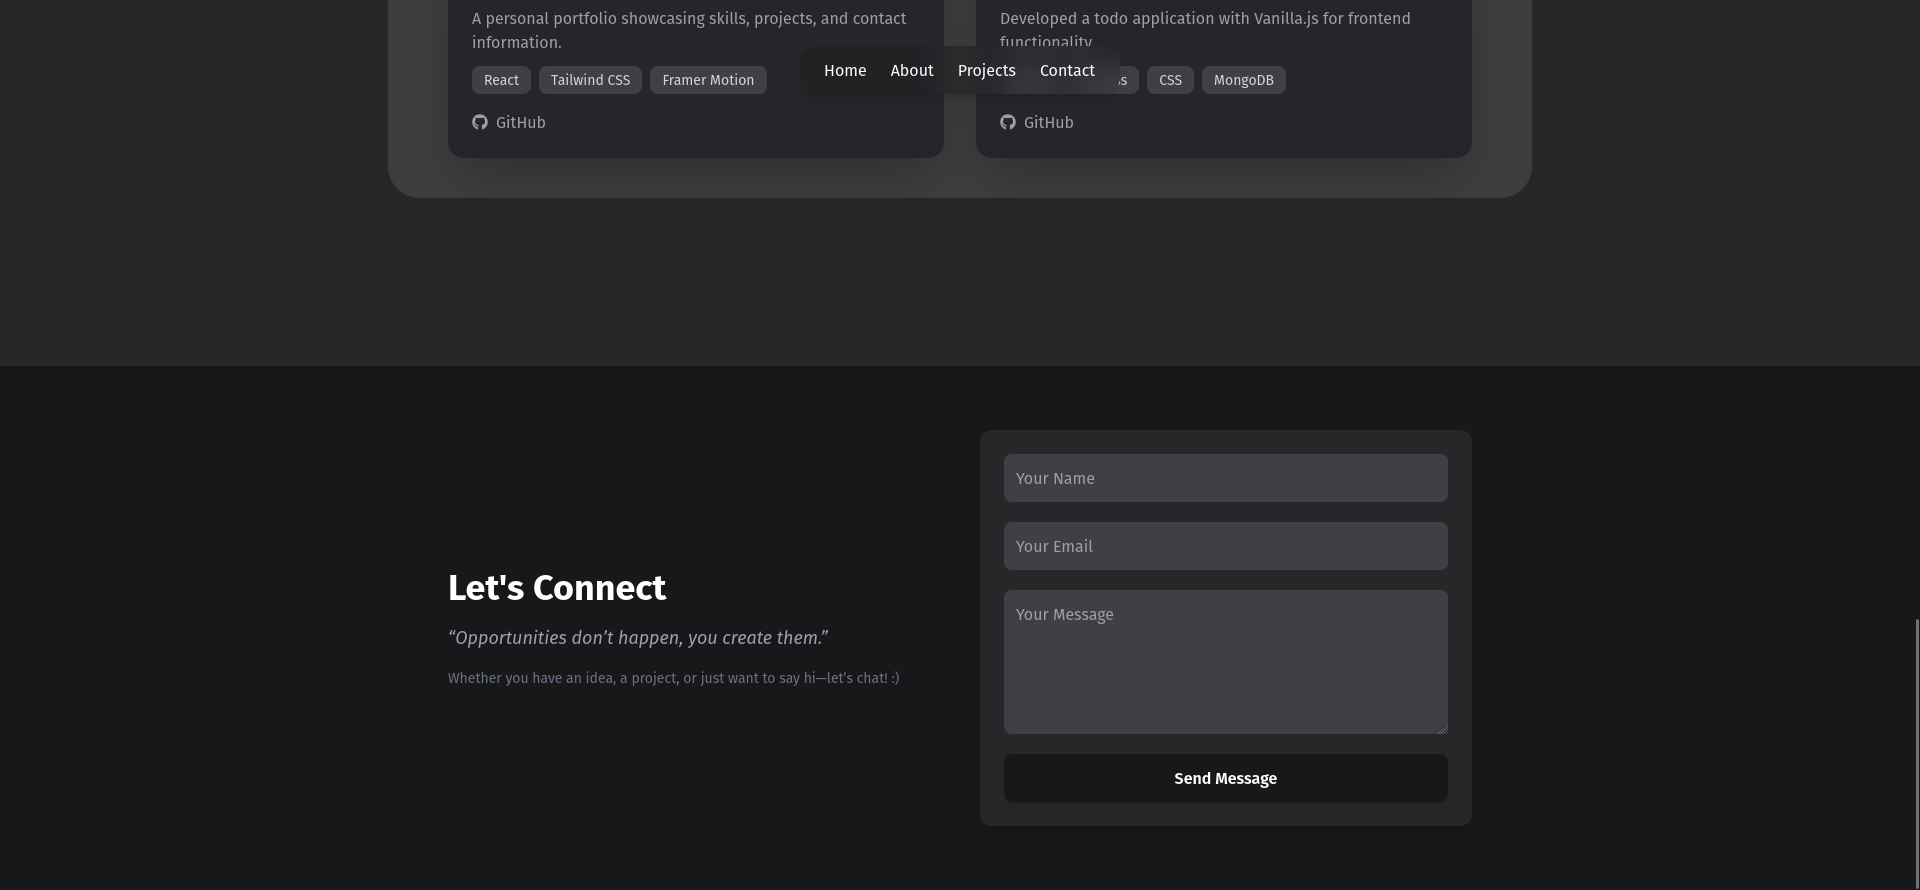 A personal portfolio showcasing skills, projects, and contact
information.
React Tailwind CSS Framer Motion
GitHub
Developed a todo application with Vanilla.js for frontend
functionality.
CSS MongoDB
GitHub
Home About Projects Contact
Let's Connect
“Opportunities don’t happen, you create them.”
Whether you have an idea, a project, or just want to say hi—let’s chat! :)
Your Name
Your Email
Your Message
Send Message